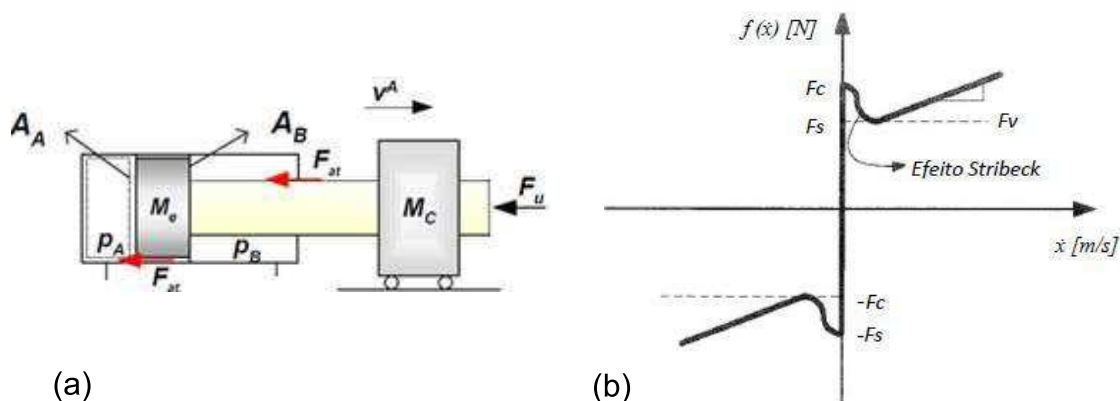 A_A
A_B
v^A
F_at
F_u
M_e
M_C
p_A
p_B
F_at
(a)
f (ẋ) [N]
Fc
Fs
Fv
Efeito Stribeck
ẋ [m/s]
-Fc
-Fs
(b)